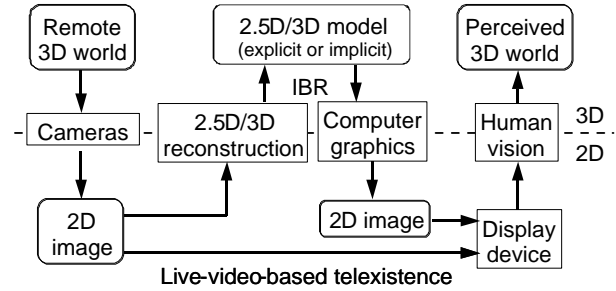 Remote
3D world
2.5D/3D model
(explicit or implicit)
Perceived
3D world
IBR
Cameras
2.5D/3D
reconstruction
Computer
graphics
Human
vision
3D
2D
2D
image
2D image
Display
device
Live-video-based telexistence